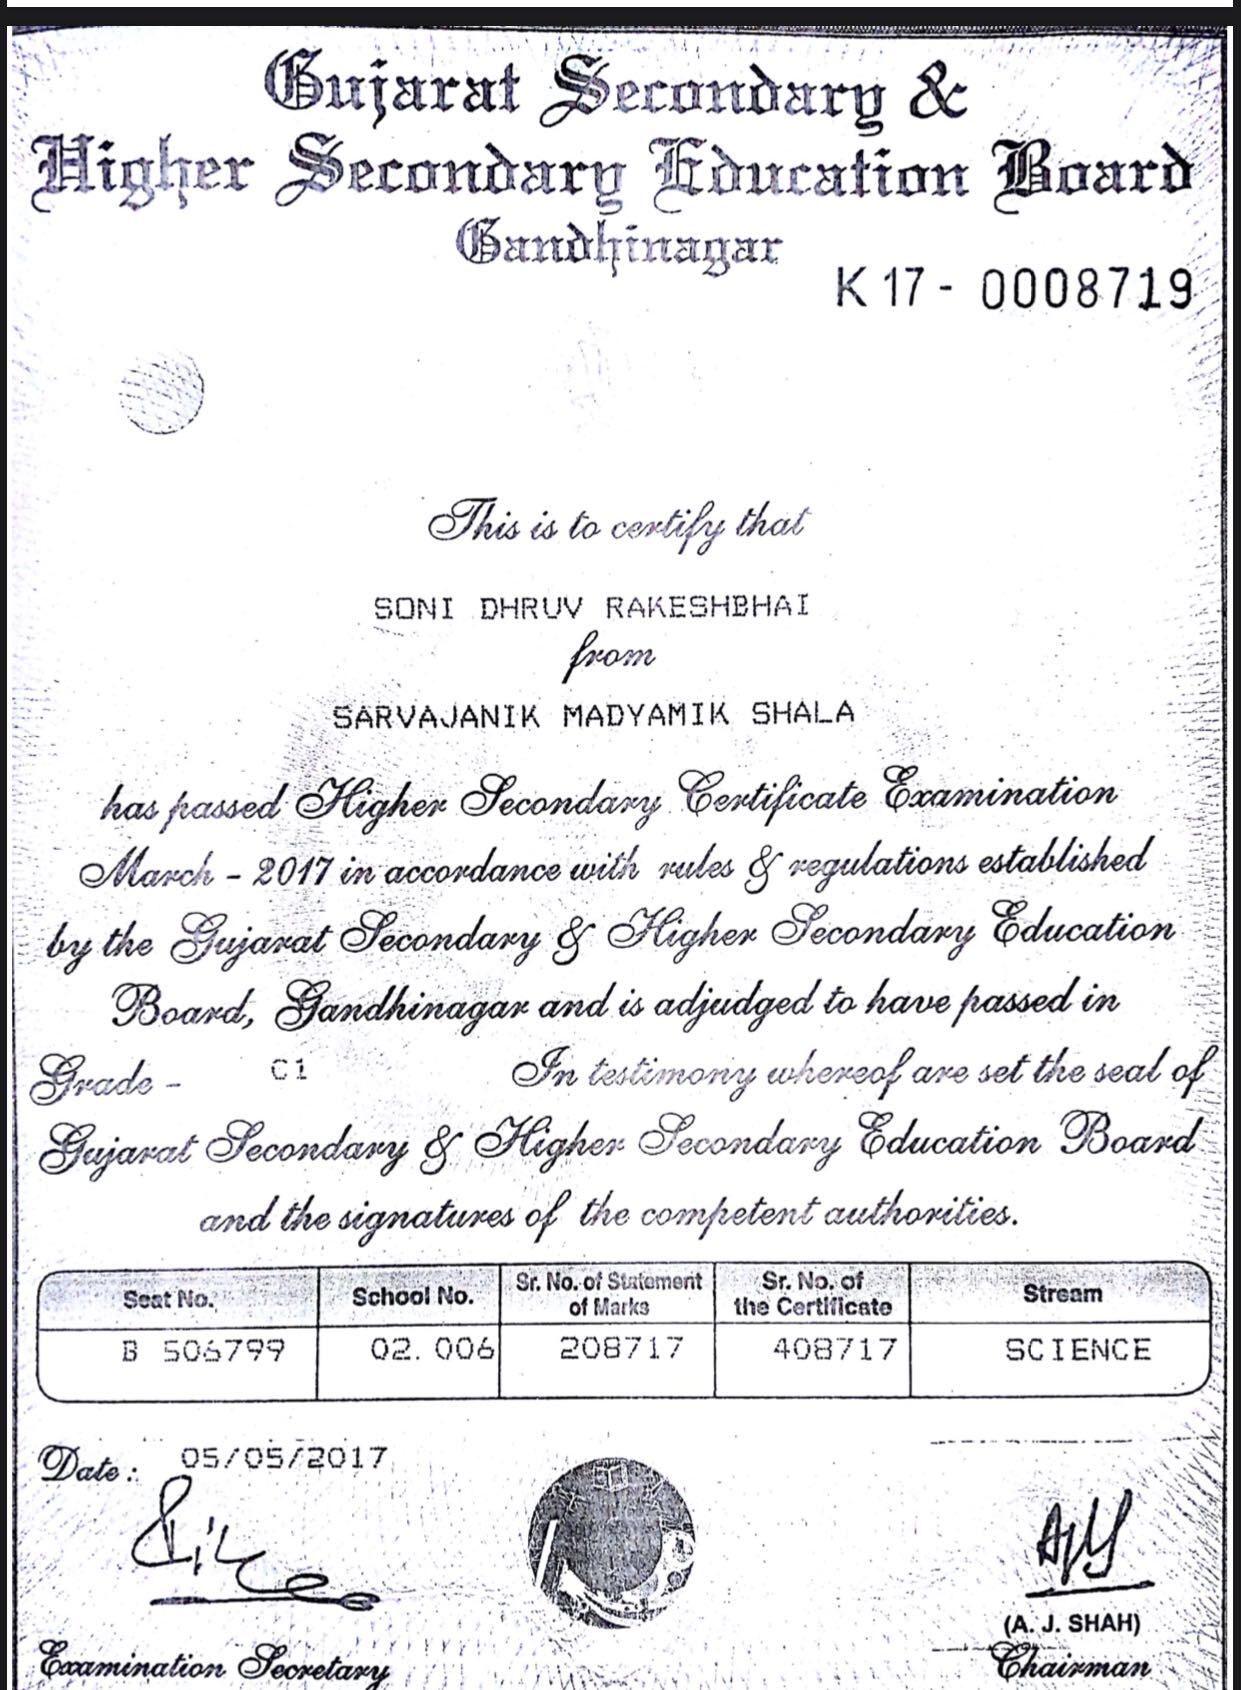 Gujarat Secondary &
Higher Secondary Education Board
Gandhinagar
K 17 - 0008719
This is to certify that
SONI DHRUV RAKESHBHAI
from
SARVAJANIK MADYAMIK SHALA
has passed Higher Secondary Certificate Examination
March - 2017 in accordance with rules & regulations established
by the Gujarat Secondary & Higher Secondary Education
Board, Gandhinagar and is adjudged to have passed in
Grade - C1 In testimony whereof are set the seal of
Gujarat Secondary & Higher Secondary Education Board
and the signatures of the competent authorities.
Seat No. School No. Sr. No. of Statement of Marks Sr. No. of the Certificate Stream
B 506799 02.006 208717 408717 SCIENCE
Date : 05/05/2017
(A. J. SHAH)
Examination Secretary Chairman